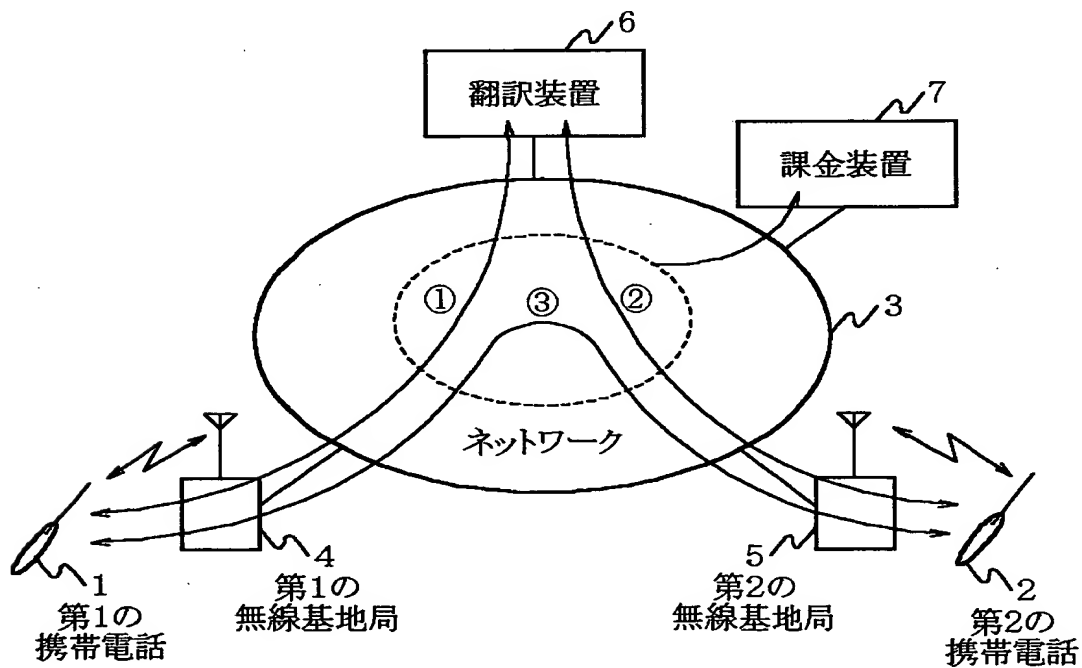 6
翻訳装置
7
課金装置
① ③ ②
3
ネットワーク
1
第1の
携帯電話
4
第1の
無線基地局
5
第2の
無線基地局
2
第2の
携帯電話